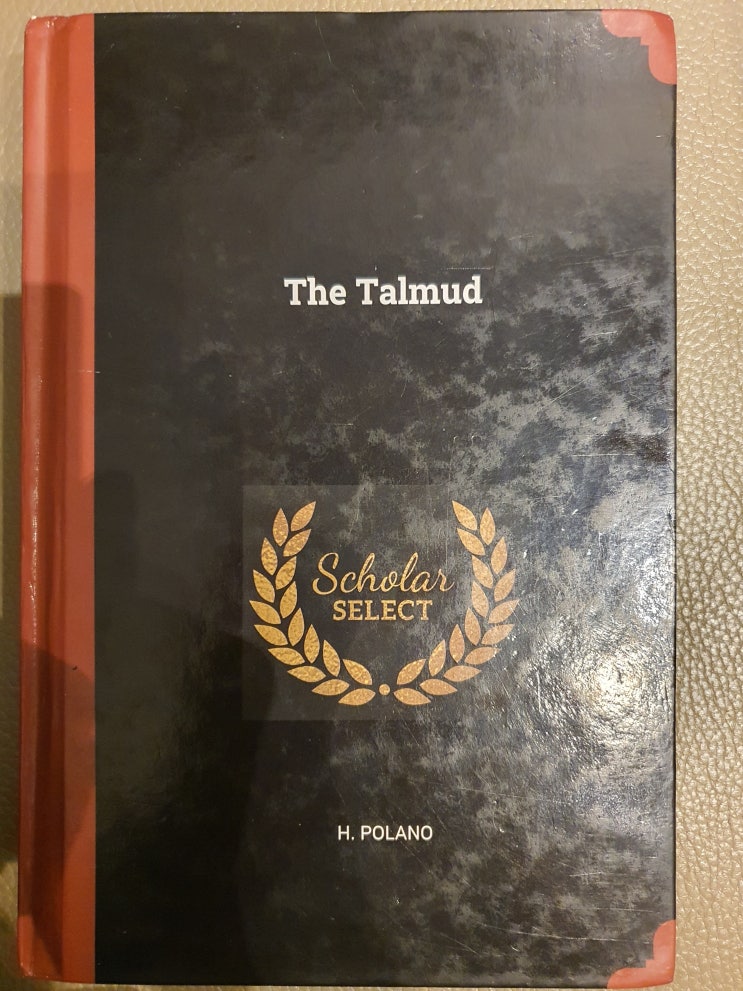 The Talmud
Scholar
SELECT
H. POLANO